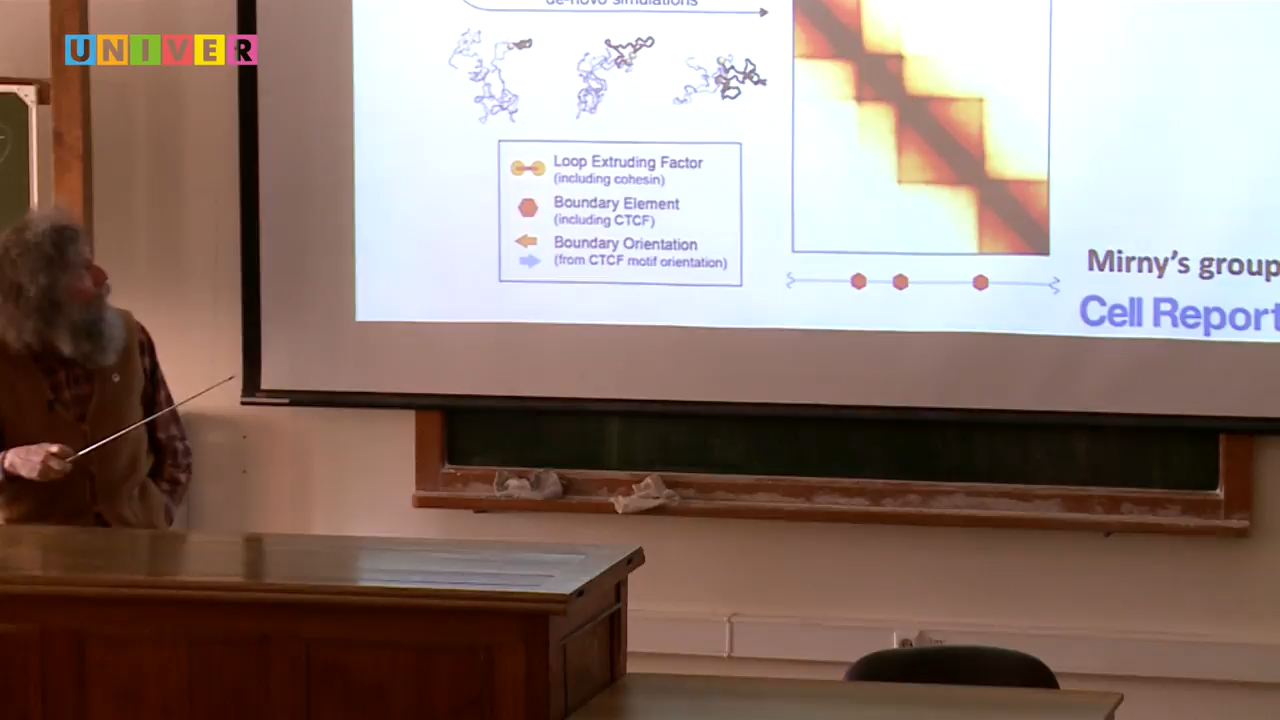 de-novo simulations
UNIVER
Loop Extruding Factor
(including cohesin)
Boundary Element
(including CTCF)
Boundary Orientation
(from CTCF motif orientation)
Mirny's group
Cell Report